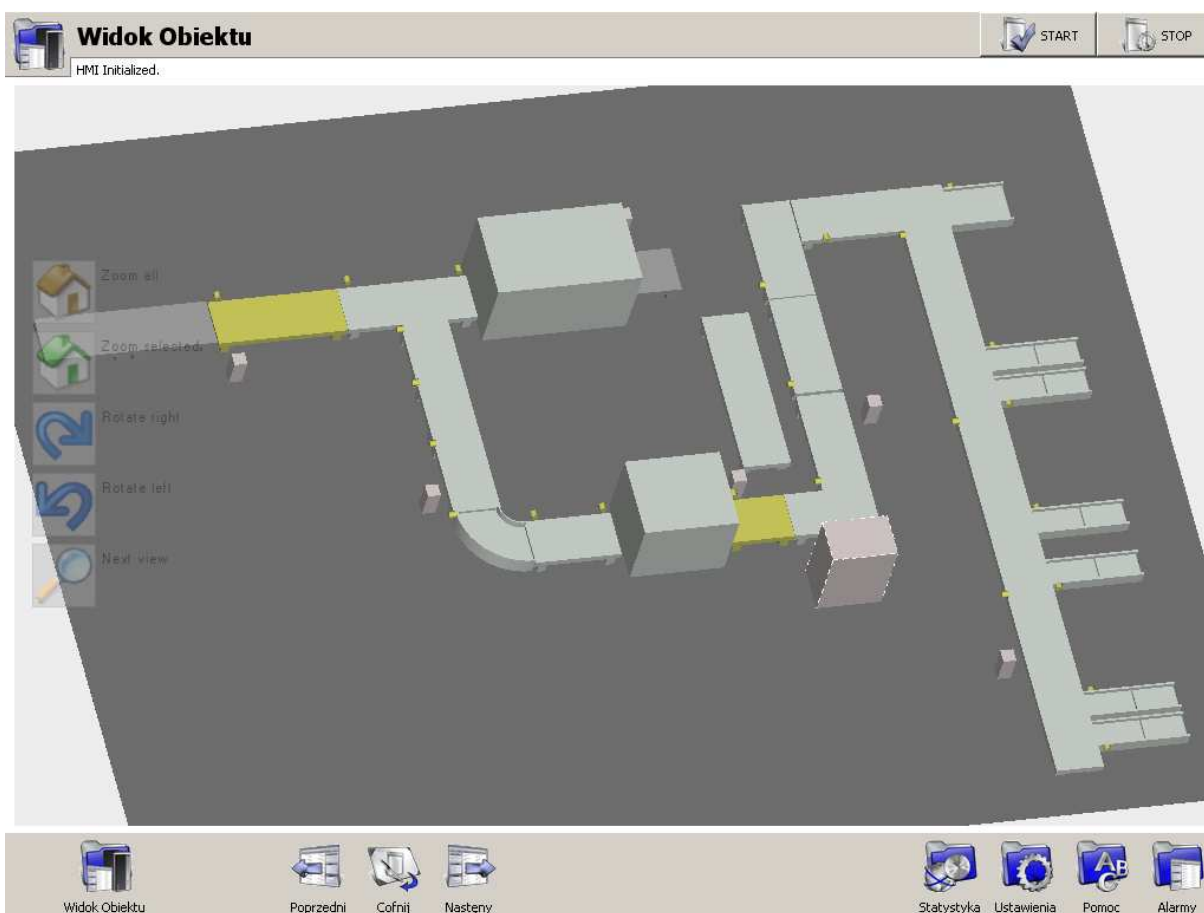 Widok Obiektu
START
STOP
HMI Initialized.
Zoom all
Zoom selected
Rotate right
Rotate left
Next view
Widok Obiektu
Poprzedni
Cofnij
Nastęny
Statystyka
Ustawienia
Pomoc
Alarmy